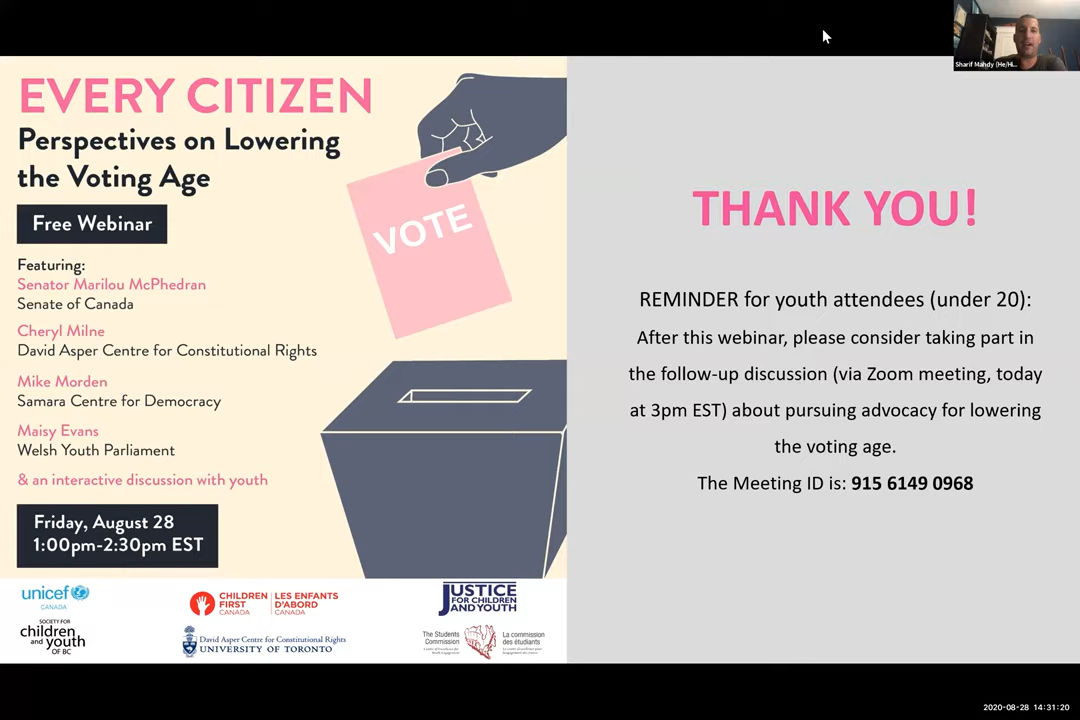 Sharif Mahdy (He/Hi...
EVERY CITIZEN
Perspectives on Lowering
the Voting Age
Free Webinar
VOTE
Featuring:
Senator Marilou McPhedran
Senate of Canada
Cheryl Milne
David Asper Centre for Constitutional Rights
Mike Morden
Samara Centre for Democracy
Maisy Evans
Welsh Youth Parliament
& an interactive discussion with youth
Friday, August 28
1:00pm-2:30pm EST
unicef
CANADA
CHILDREN
FIRST
CANADA
LES ENFANTS
D'ABORD
CANADA
JUSTICE
FOR CHILDREN
AND YOUTH
SOCIETY FOR
children
and youth
OF BC
David Asper Centre for Constitutional Rights
UNIVERSITY OF TORONTO
The Students
Commission
La commission
des étudiants
THANK YOU!
REMINDER for youth attendees (under 20):
After this webinar, please consider taking part in
the follow-up discussion (via Zoom meeting, today
at 3pm EST) about pursuing advocacy for lowering
the voting age.
The Meeting ID is: 915 6149 0968
2020-08-28 14:31:20